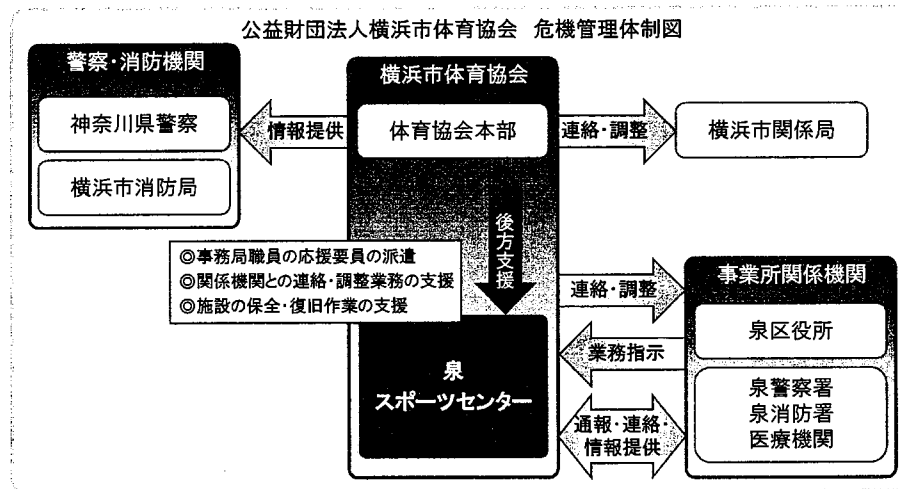 公益財団法人横浜市体育協会　危機管理体制図
警察・消防機関
神奈川県警察
横浜市消防局
情報提供
横浜市体育協会
体育協会本部
連絡・調整
横浜市関係局
後方支援
◎事務局職員の応援要員の派遣
◎関係機関との連絡・調整業務の支援
◎施設の保全・復旧作業の支援
泉
スポーツセンター
連絡・調整
業務指示
通報・連絡・
情報提供
事業所関係機関
泉区役所
泉警察署
泉消防署
医療機関